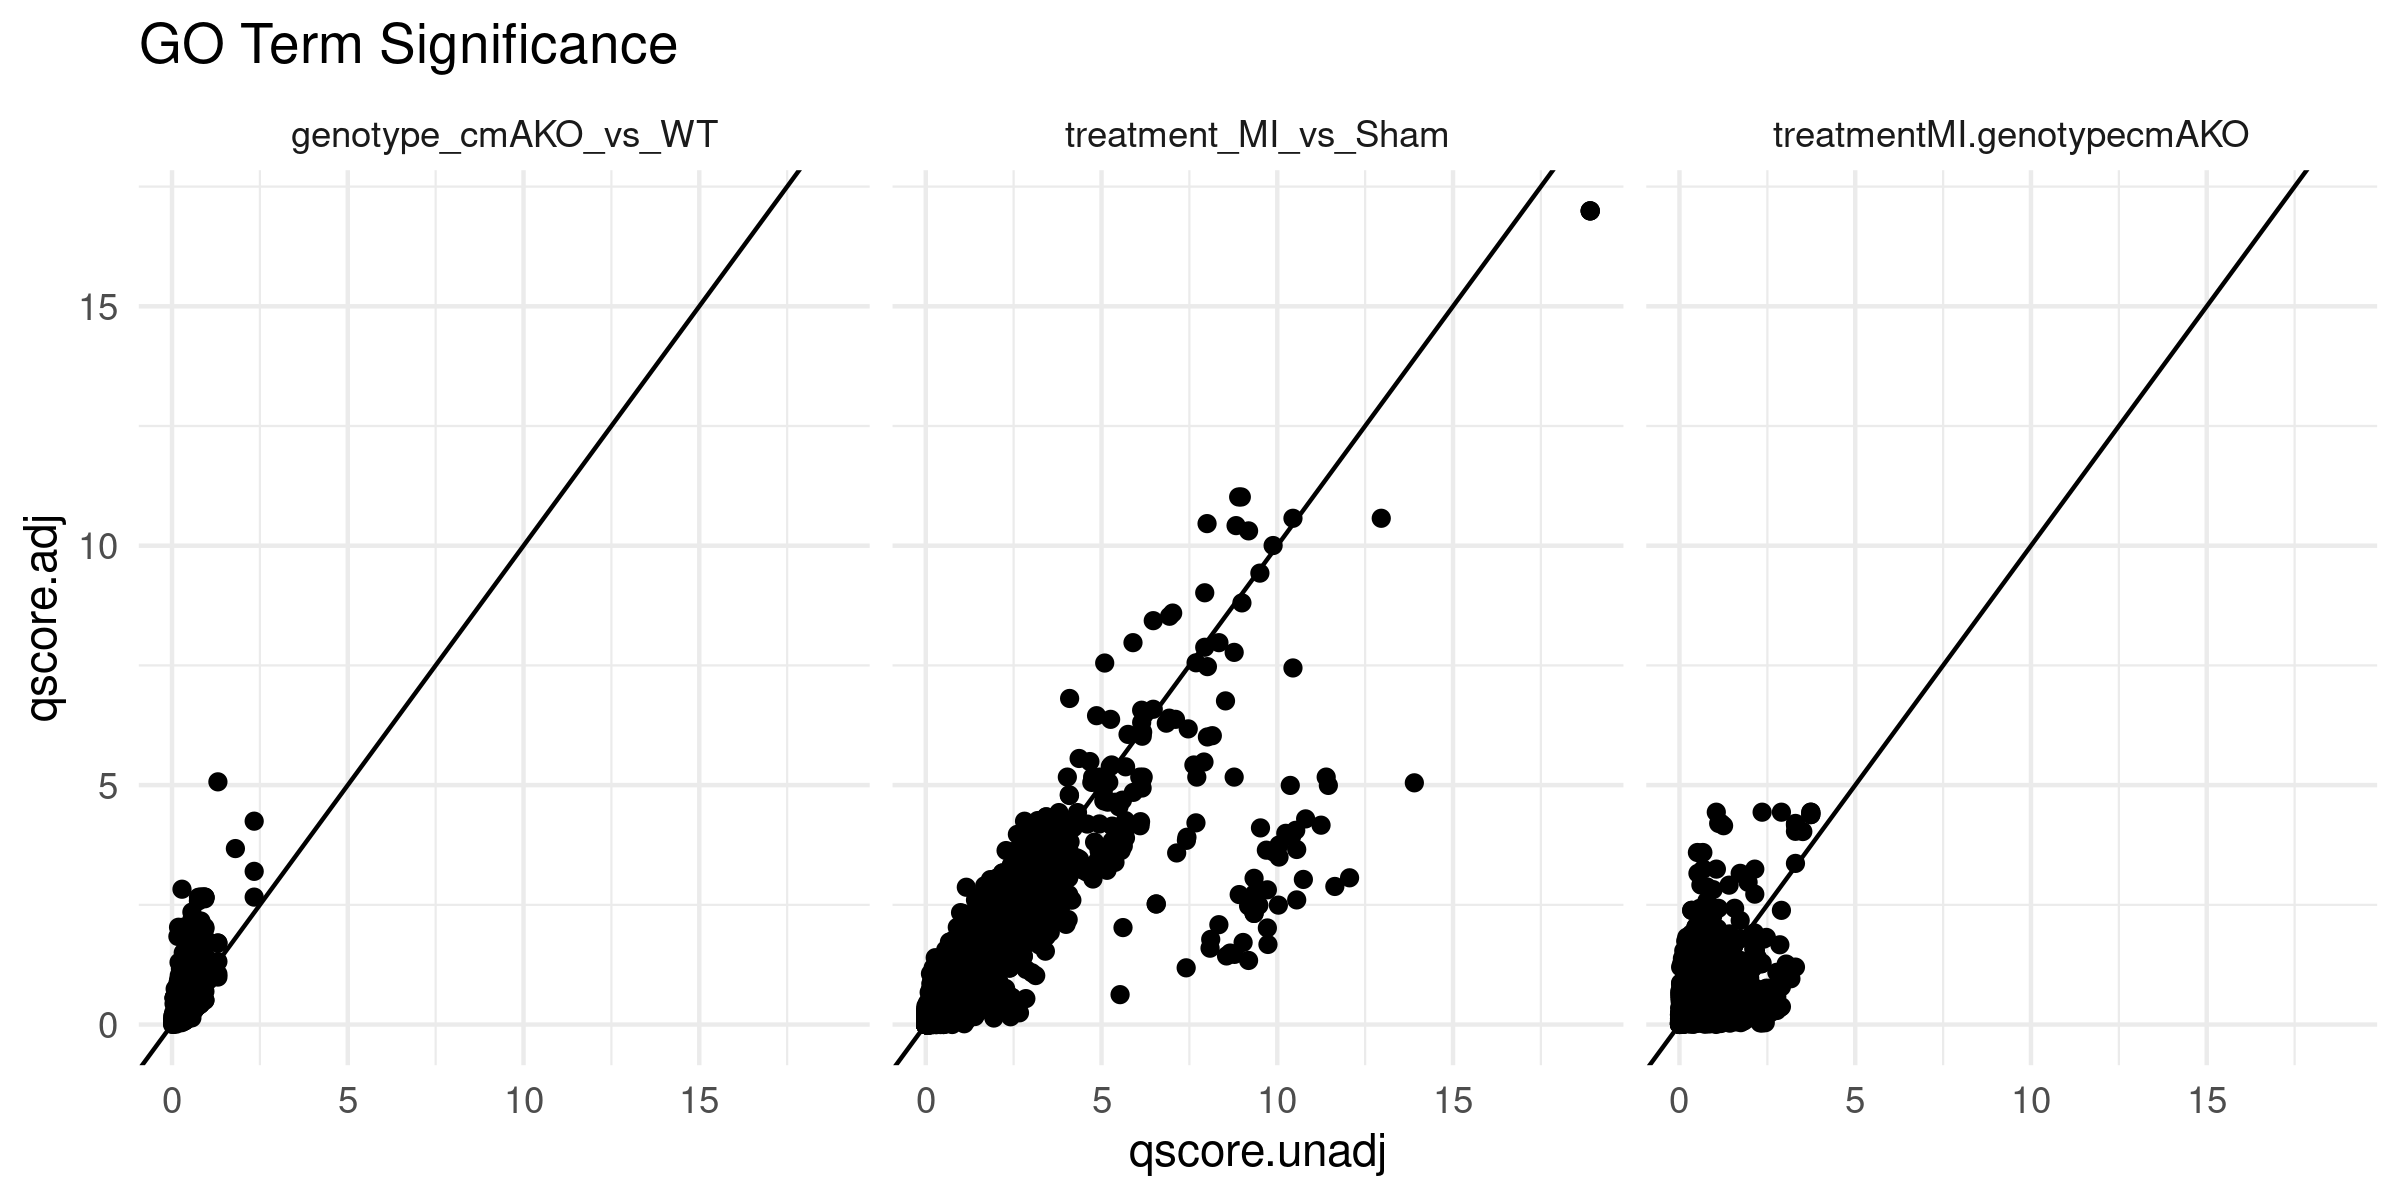 GO Term Significance
genotype_cmAKO_vs_WT
treatment_MI_vs_Sham
treatmentMI.genotypecmAKO
qscore.adj
15
10
5
0
0 5 10 15
0 5 10 15
0 5 10 15
qscore.unadj